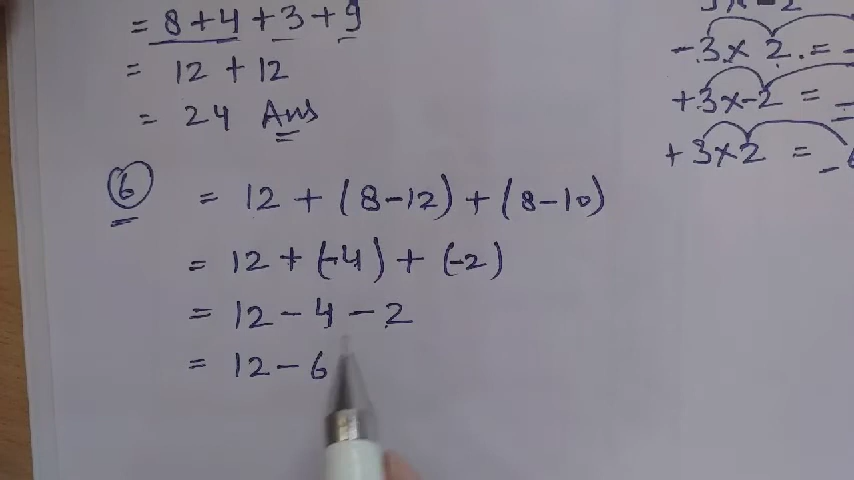 = 8+4 +3+9
= 12 + 12
= 24 Ans
6 = 12 + (8-12) + (8-10)
= 12 + (-4) + (-2)
= 12 - 4 - 2
= 12 - 6
-3×2 =
+3×-2 =
+3×2 =